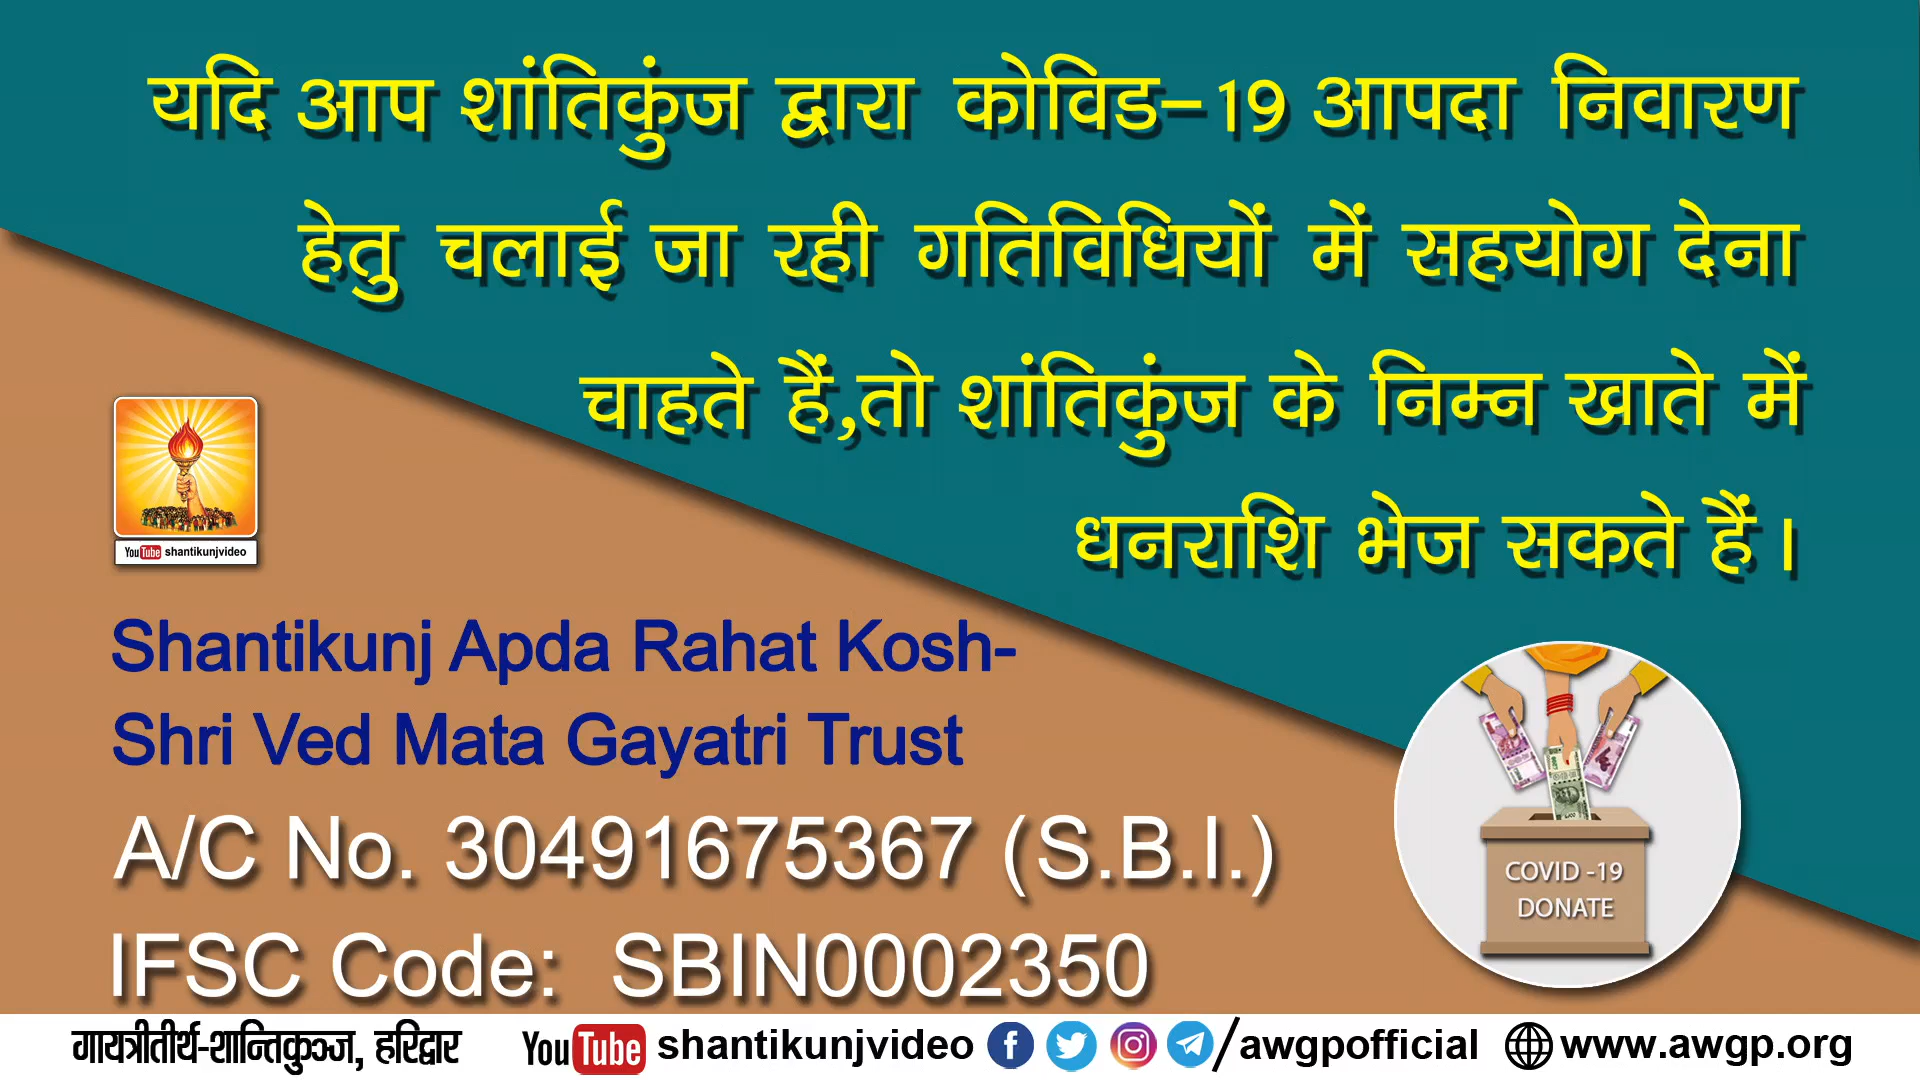 यदि आप शांतिकुंज द्वारा कोविड-19 आपदा निवारण
हेतु चलाई जा रही गतिविधियों में सहयोग देना
चाहते हैं,तो शांतिकुंज के निम्न खाते में
धनराशि भेज सकते हैं।
YouTube shantikunjvideo
Shantikunj Apda Rahat Kosh-
Shri Ved Mata Gayatri Trust
A/C No. 30491675367 (S.B.I.)
IFSC Code: SBIN0002350
COVID -19
DONATE
गायत्रीतीर्थ-शान्तिकुञ्ज, हरिद्वार YouTube shantikunjvideo /awgpofficial www.awgp.org